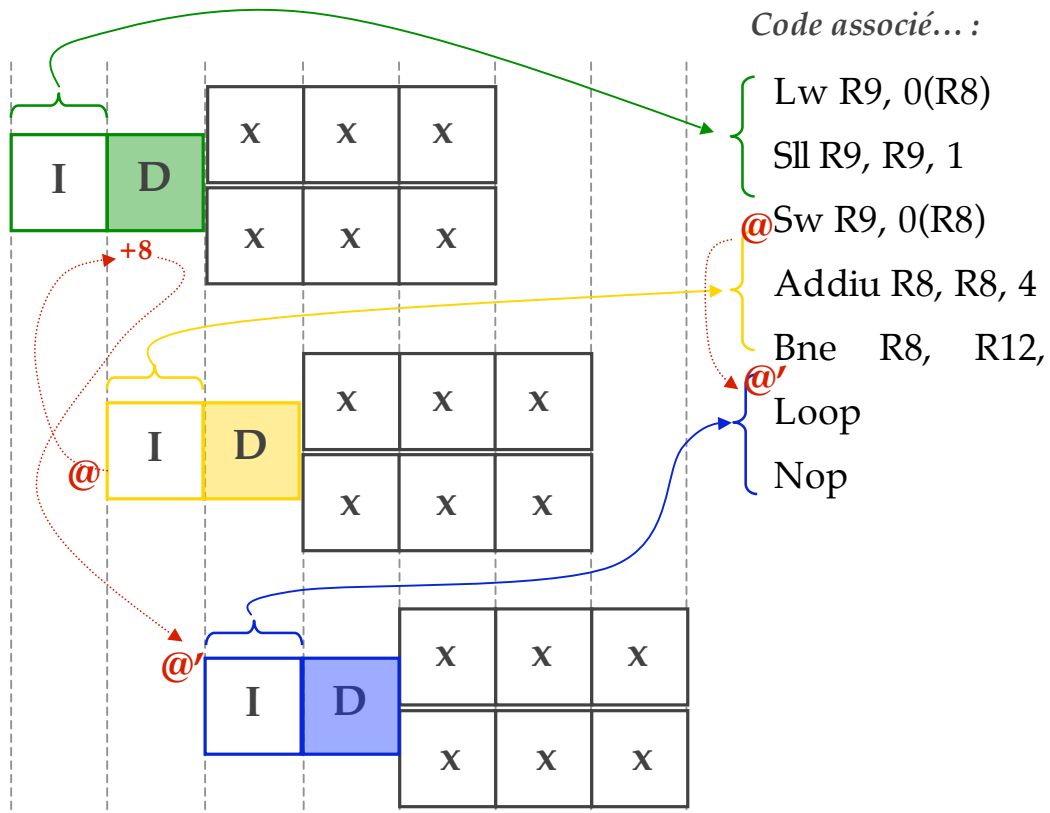 Code associé… :
Lw R9, 0(R8)
x x x
Sll R9, R9, 1
I D
@Sw R9, 0(R8)
x x x
+8
Addiu R8, R8, 4
Bne R8, R12,
@'
x x x
Loop
I D
@
Nop
x x x
x x x
@'
I D
x x x